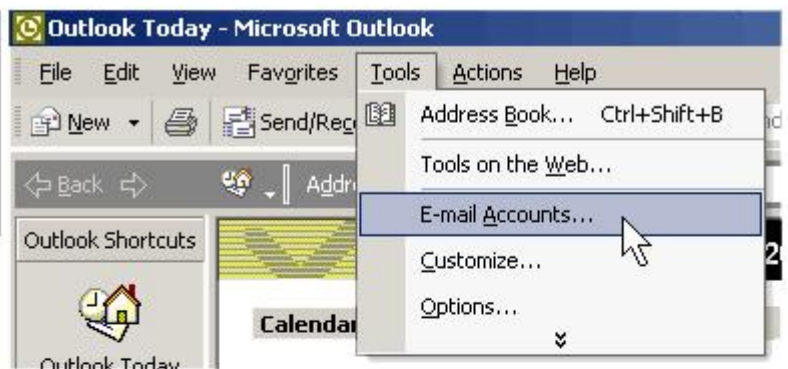 Outlook Today - Microsoft Outlook
File Edit View Favorites Tools Actions Help
New Send/Rec Address Book... Ctrl+Shift+B
Tools on the Web...
Back Addr
E-mail Accounts...
Outlook Shortcuts
Customize...
Options...
Calendar
Outlook Today